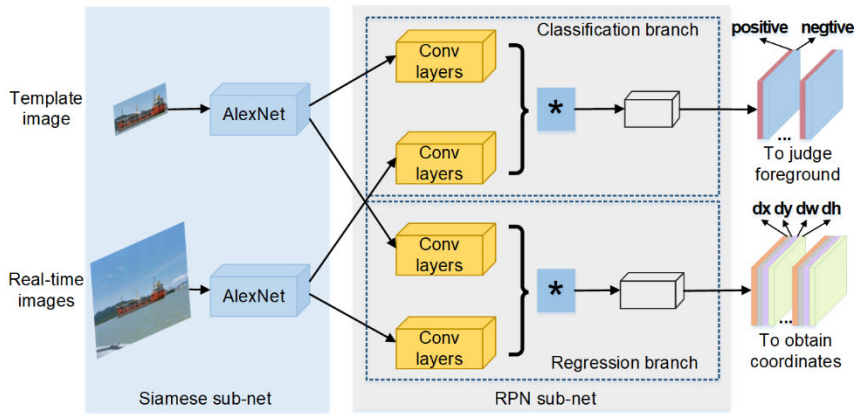 Template
image
Real-time
images
AlexNet
AlexNet
Siamese sub-net
Conv
layers
Conv
layers
Classification branch
*
Conv
layers
Conv
layers
*
Regression branch
RPN sub-net
positive negtive
...
To judge
foreground
dx dy dw dh
...
To obtain
coordinates